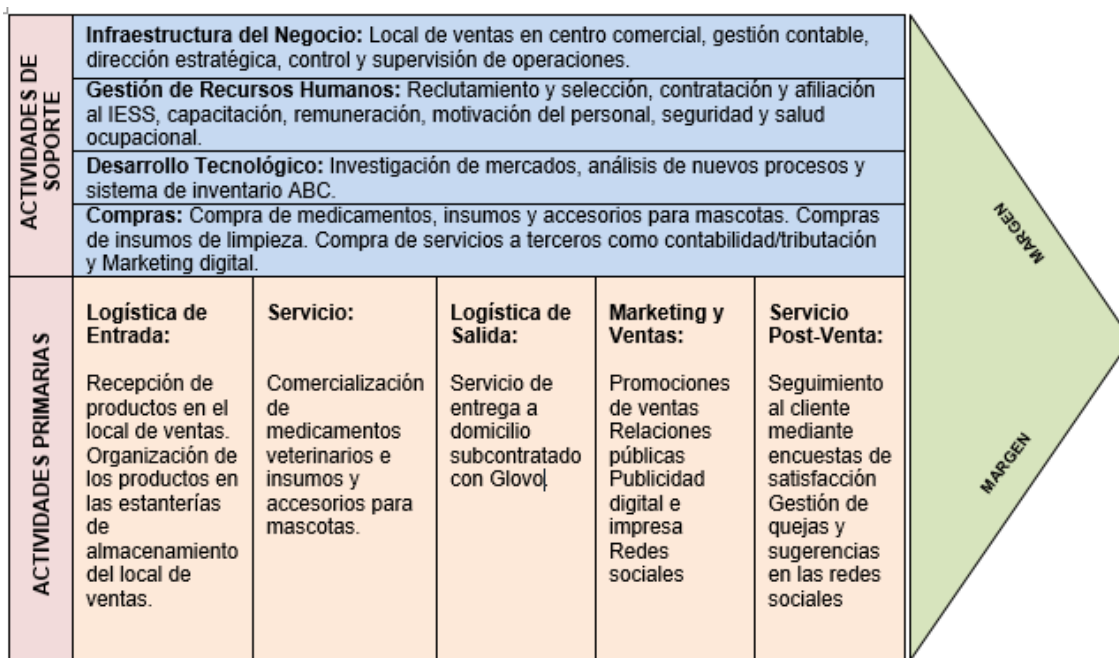 ACTIVIDADES DE
SOPORTE
Infraestructura del Negocio: Local de ventas en centro comercial, gestión contable,
dirección estratégica, control y supervisión de operaciones.
Gestión de Recursos Humanos: Reclutamiento y selección, contratación y afiliación
al IESS, capacitación, remuneración, motivación del personal, seguridad y salud
ocupacional.
Desarrollo Tecnológico: Investigación de mercados, análisis de nuevos procesos y
sistema de inventario ABC.
Compras: Compra de medicamentos, insumos y accesorios para mascotas. Compras
de insumos de limpieza. Compra de servicios a terceros como contabilidad/tributación
y Marketing digital.
ACTIVIDADES PRIMARIAS
Logística de
Entrada:
Recepción de
productos en el
local de ventas.
Organización de
los productos en
las estanterías
de
almacenamiento
del local de
ventas.
Servicio:
Comercialización
de
medicamentos
veterinarios e
insumos y
accesorios para
mascotas.
Logística de
Salida:
Servicio de
entrega a
domicilio
subcontratado
con Glovo
Marketing y
Ventas:
Promociones
de ventas
Relaciones
públicas
Publicidad
digital e
impresa
Redes
sociales
Servicio
Post-Venta:
Seguimiento
al cliente
mediante
encuestas de
satisfacción
Gestión de
quejas y
sugerencias
en las redes
sociales
MARGEN
MARGEN